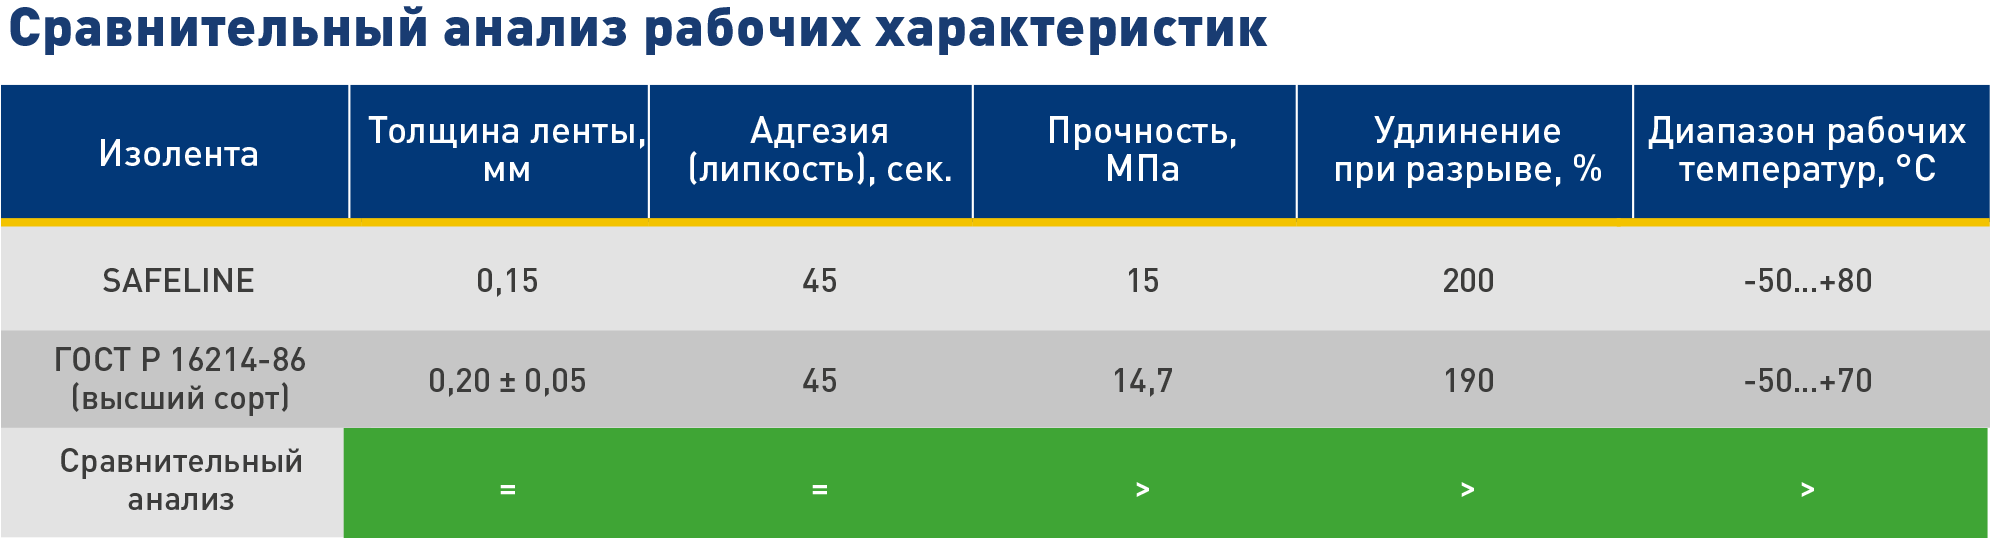 Сравнительный анализ рабочих характеристик
Изолента
Толщина ленты,
мм
Адгезия
(липкость), сек.
Прочность,
МПа
Удлинение
при разрыве, %
Диапазон рабочих
температур, °С
SAFELINE
0,15
45
15
200
-50...+80
ГОСТ Р 16214-86
(высший сорт)
0,20 ± 0,05
45
14,7
190
-50...+70
Сравнительный
анализ
=
=
>
>
>